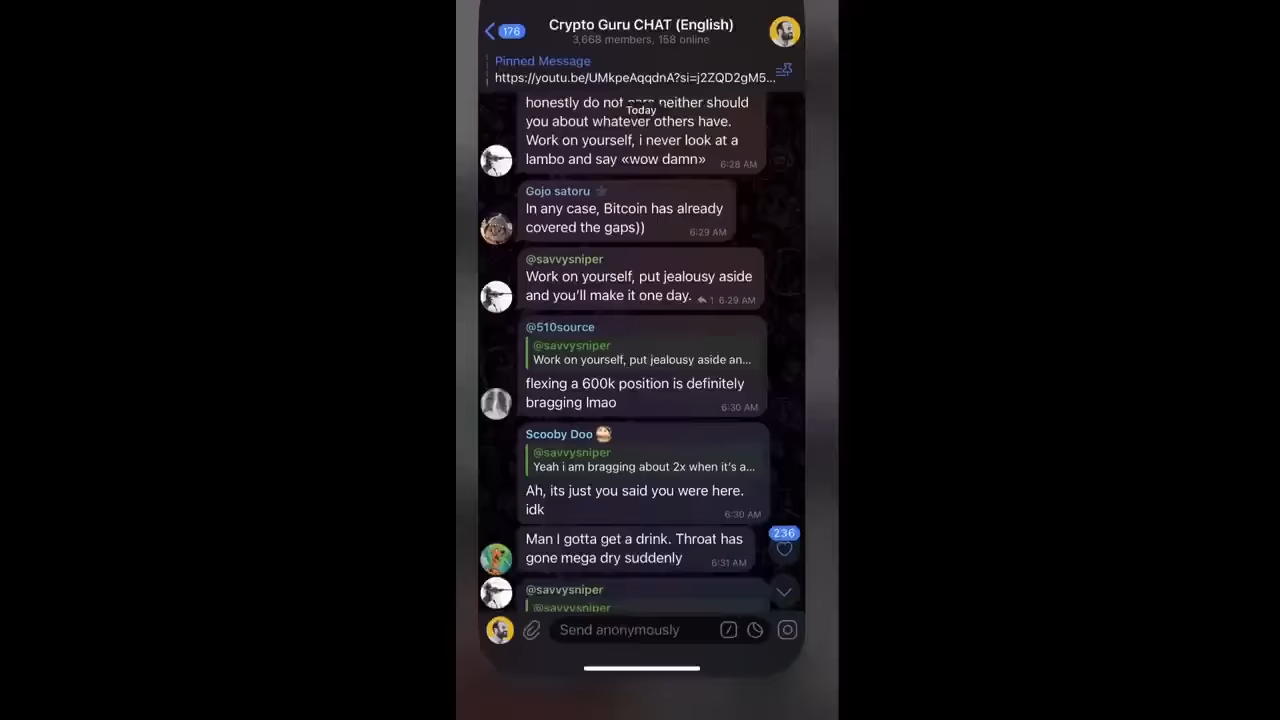 176
Crypto Guru CHAT (English)
3,668 members, 158 online
Pinned Message
https://youtu.be/UMkpeAqqdnA?si=j2ZQD2gM5...
honestly do not care neither should
Today
you about whatever others have.
Work on yourself, i never look at a
lambo and say «wow damn»
6:28 AM
Gojo satoru
In any case, Bitcoin has already
covered the gaps))
6:29 AM
@savvysniper
Work on yourself, put jealousy aside
and you'll make it one day.
1 6:29 AM
@510source
@savvysniper
Work on yourself, put jealousy aside an...
flexing a 600k position is definitely
bragging lmao
6:30 AM
Scooby Doo
@savvysniper
Yeah i am bragging about 2x when it's a...
Ah, its just you said you were here.
idk
6:30 AM
Man I gotta get a drink. Throat has
gone mega dry suddenly
6:31 AM
236
@savvysniper
@savvysniper
Send anonymously